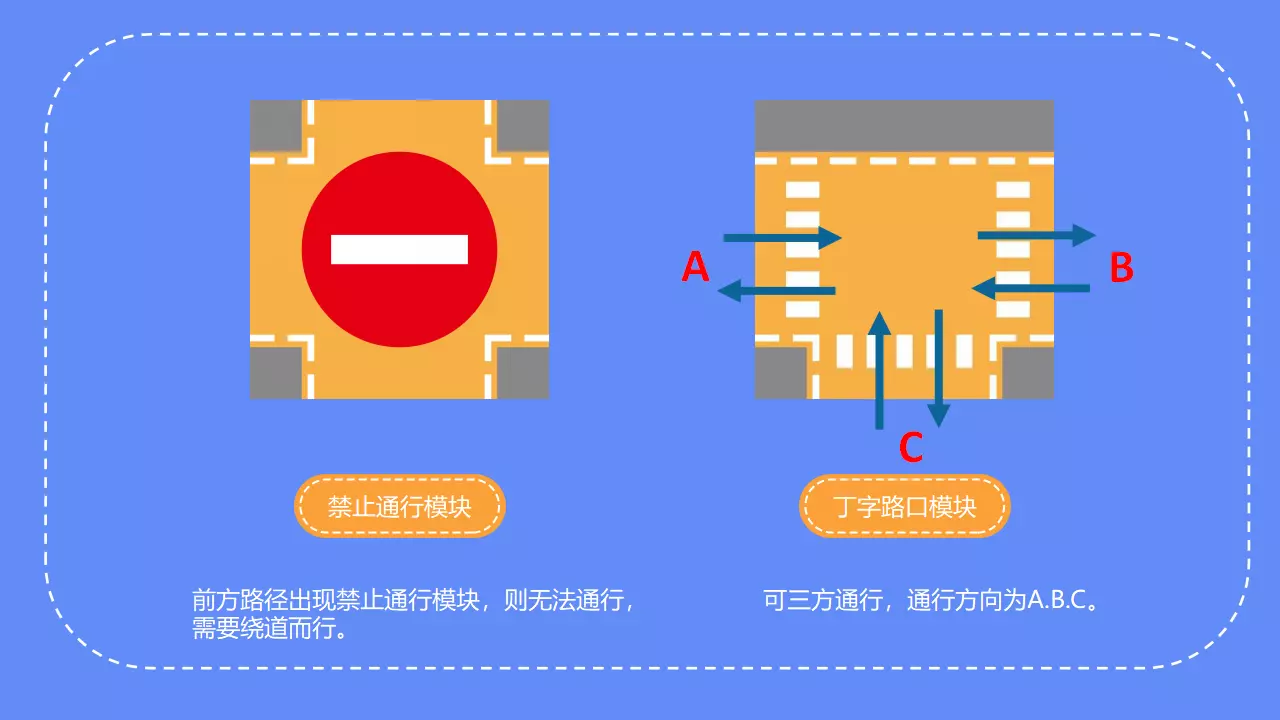 A
B
C
禁止通行模块
丁字路口模块
前方路径出现禁止通行模块，则无法通行，
需要绕道而行。
可三方通行，通行方向为A.B.C。